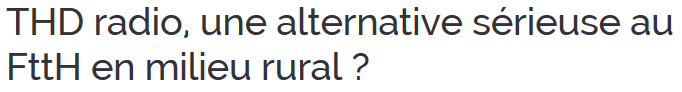 THD radio, une alternative sérieuse au
FttH en milieu rural ?